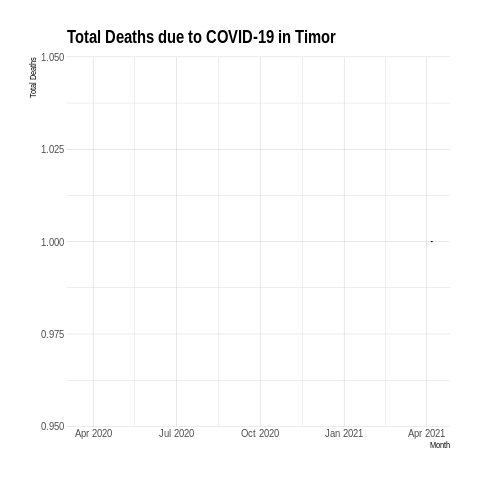 Total Deaths due to COVID-19 in Timor
Total Deaths
1.050
1.025
1.000
0.975
0.950
Apr 2020 Jul 2020 Oct 2020 Jan 2021 Apr 2021
Month